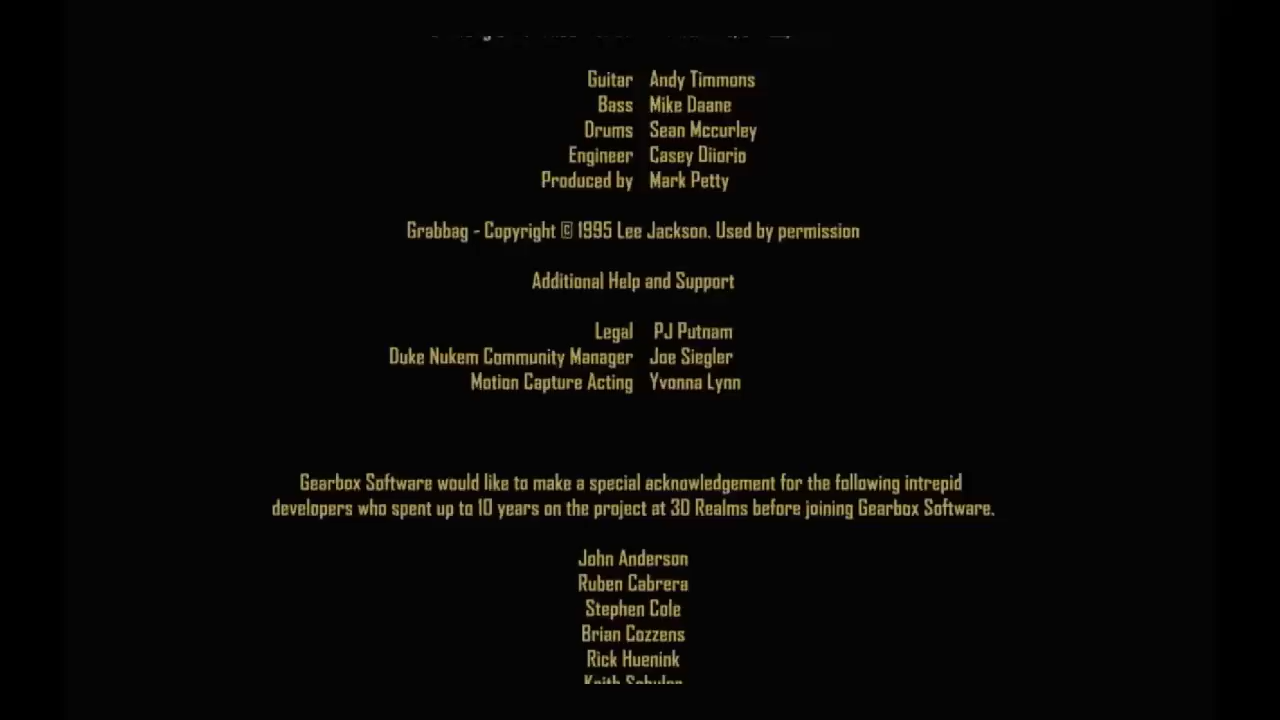 Guitar Andy Timmons
Bass Mike Daane
Drums Sean Mccurley
Engineer Casey Diiorio
Produced by Mark Petty
Grabbag - Copyright © 1995 Lee Jackson. Used by permission
Additional Help and Support
Legal PJ Putnam
Duke Nukem Community Manager Joe Siegler
Motion Capture Acting Yvonna Lynn
Gearbox Software would like to make a special acknowledgement for the following intrepid
developers who spent up to 10 years on the project at 3D Realms before joining Gearbox Software.
John Anderson
Ruben Cabrera
Stephen Cole
Brian Cozzens
Rick Huenink
Keith